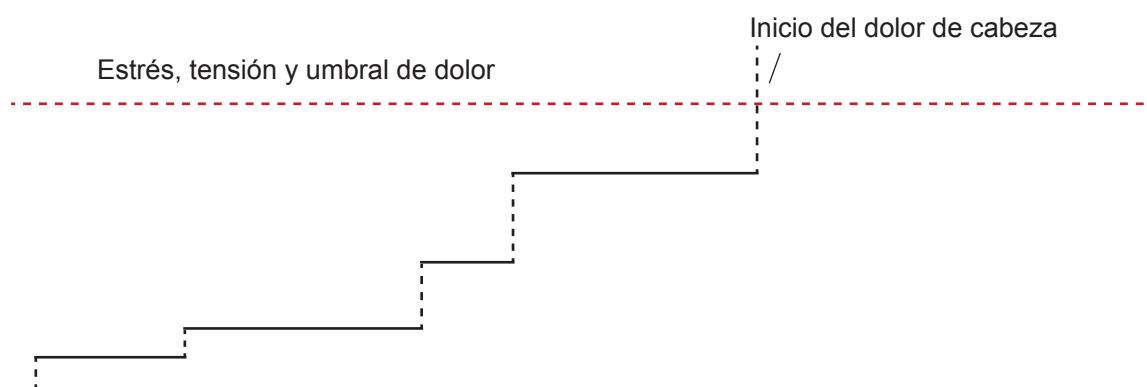 Inicio del dolor de cabeza
Estrés, tensión y umbral de dolor